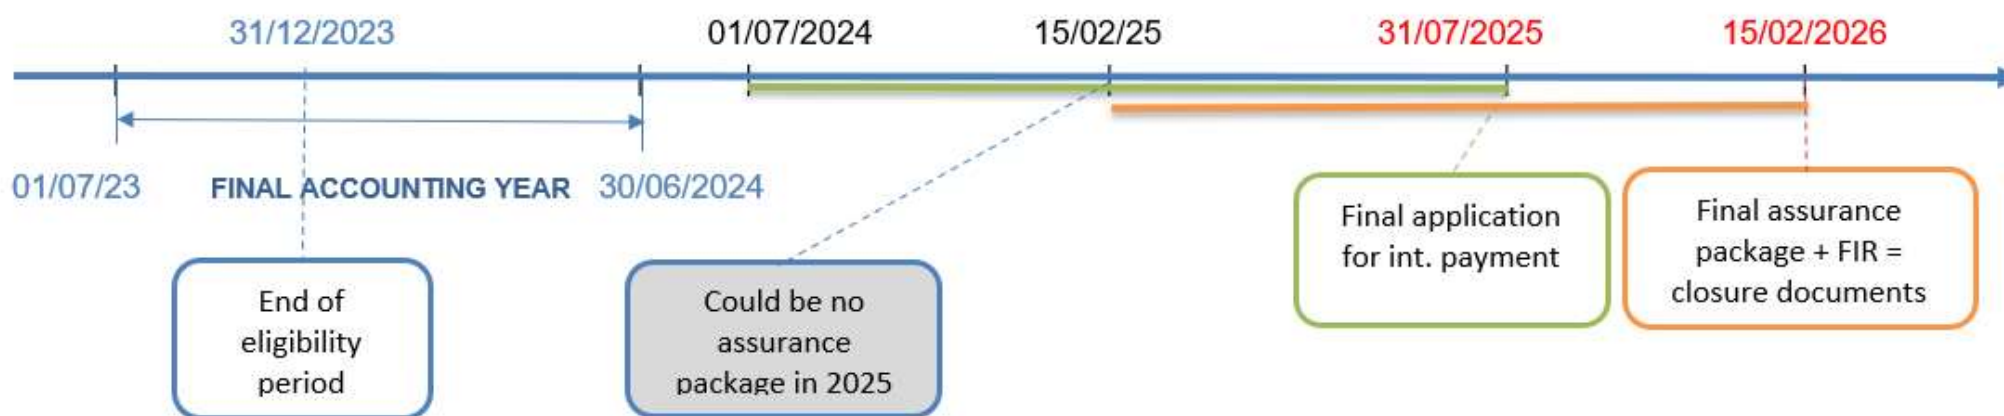 31/12/2023
01/07/2024
15/02/25
31/07/2025
15/02/2026
01/07/23
FINAL ACCOUNTING YEAR
30/06/2024
End of
eligibility
period
Could be no
assurance
package in 2025
Final application
for int. payment
Final assurance
package + FIR =
closure documents